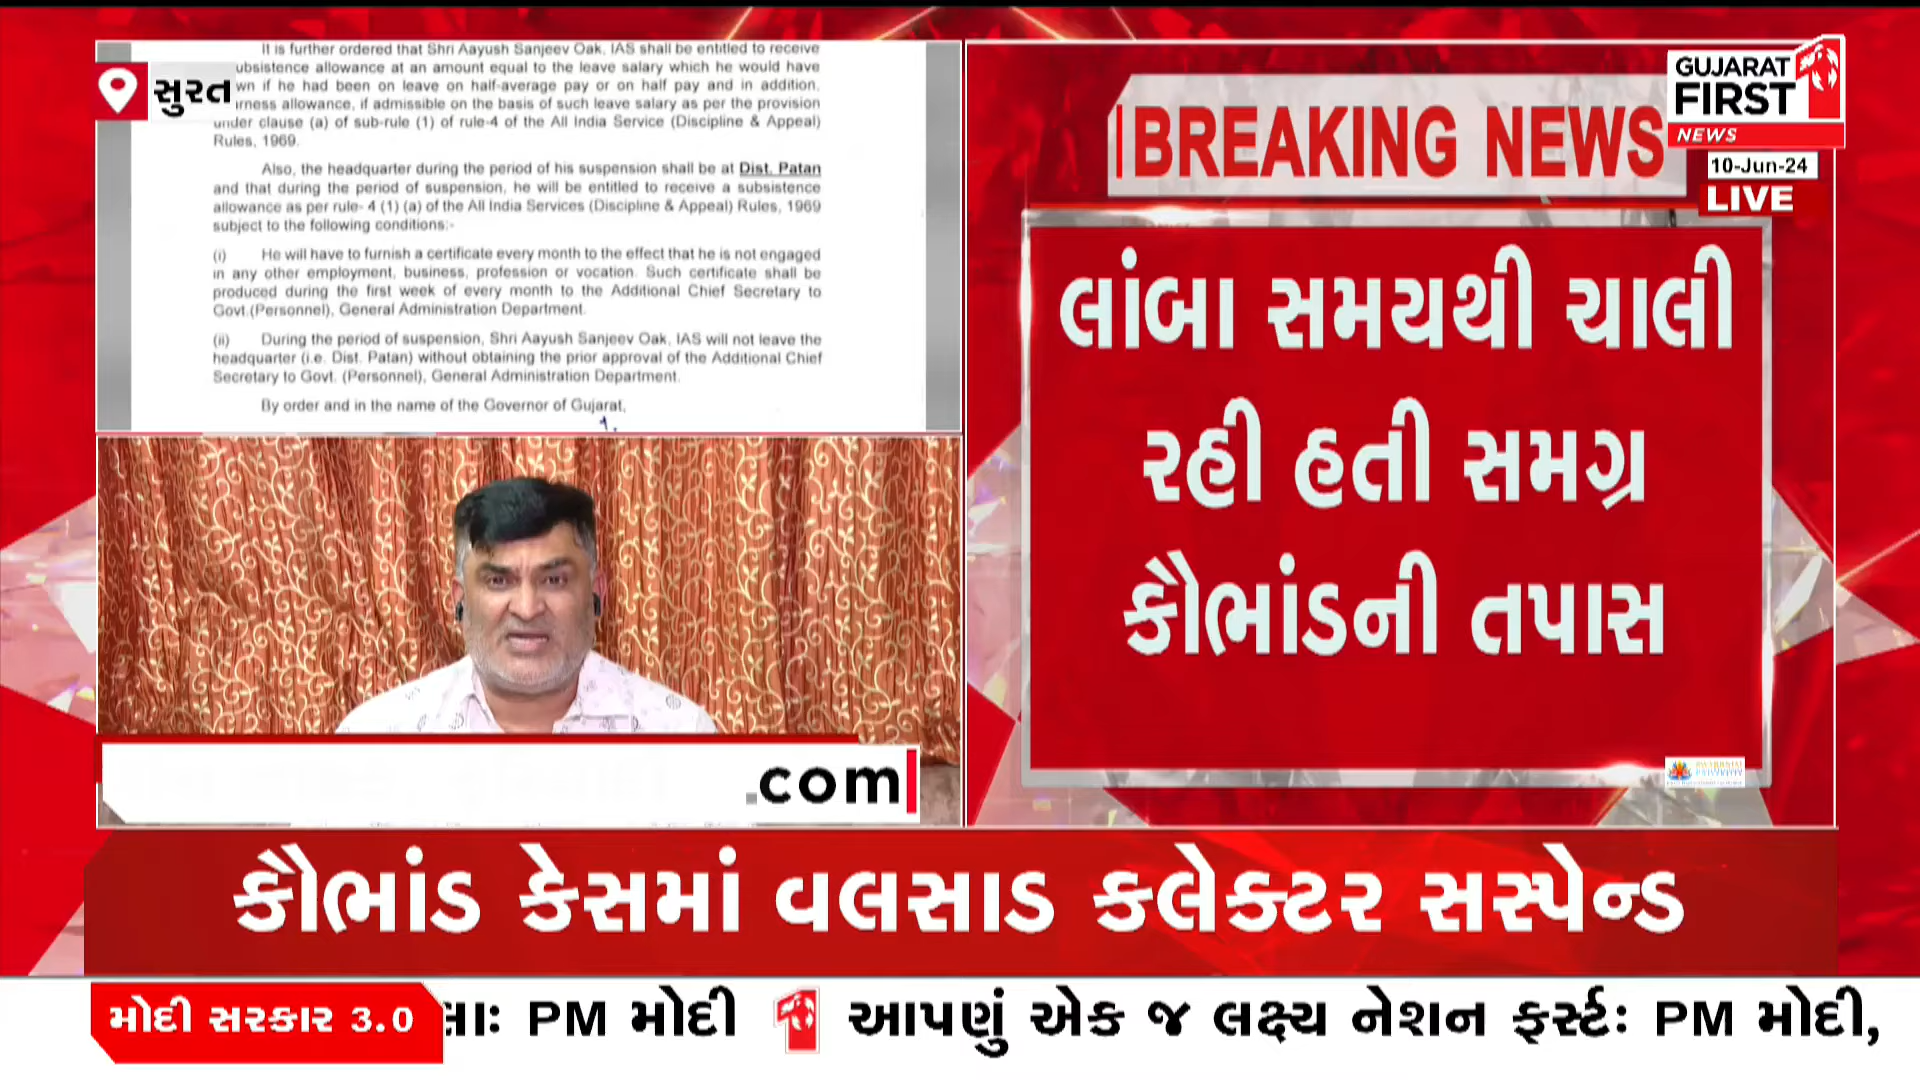 It is further ordered that Shri Aayush Sanjeev Oak, IAS shall be entitled to receive
ubsistence allowance at an amount equal to the leave salary which he would have
wn if he had been on leave on half-average pay or on half pay and in addition,
rness allowance, if admissible on the basis of such leave salary as per the provision
under clause (a) of sub-rule (1) of rule-4 of the All India Service (Discipline & Appeal)
Rules, 1969.
Also, the headquarter during the period of his suspension shall be at Dist. Patan
and that during the period of suspension, he will be entitled to receive a subsistence
allowance as per rule- 4 (1) (a) of the All India Services (Discipline & Appeal) Rules, 1969
subject to the following conditions:-
(i) He will have to furnish a certificate every month to the effect that he is not engaged
in any other employment, business, profession or vocation. Such certificate shall be
produced during the first week of every month to the Additional Chief Secretary to
Govt.(Personnel), General Administration Department.
(ii) During the period of suspension, Shri Aayush Sanjeev Oak, IAS will not leave the
headquarter (i.e. Dist. Patan) without obtaining the prior approval of the Additional Chief
Secretary to Govt. (Personnel), General Administration Department.
By order and in the name of the Governor of Gujarat,
સુરત
BREAKING NEWS
GUJARAT
FIRST
NEWS
10-Jun-24
LIVE
લાંબા સમયથી ચાલી
રહી હતી સમગ્ર
કૌભાંડની તપાસ
.com
કૌભાંડ કેસમાં વલસાડ કલેક્ટર સસ્પેન્ડ
મોદી સરકાર 3.0
લાઃ PM મોદી આપણું એક જ લક્ષ્ય નેશન ફર્સ્ટઃ PM મોદી,